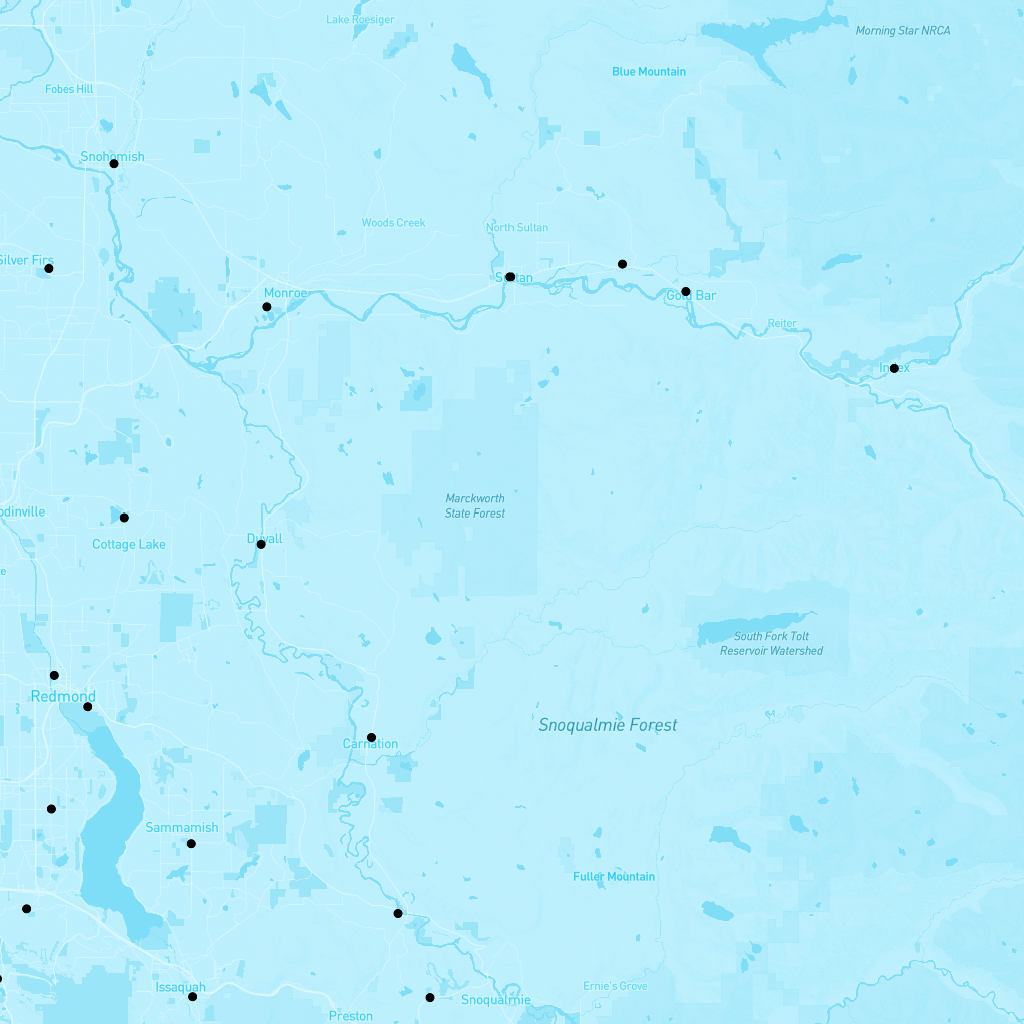 Lake Roesiger
Morning Star NRCA
Blue Mountain
Fobes Hill
Snohomish
Woods Creek
North Sultan
Silver Firs
Sultan
Monroe
Gold Bar
Reiter
Index
Marckworth
State Forest
odinville
Duvall
Cottage Lake
te
South Fork Tolt
Reservoir Watershed
Redmond
Snoqualmie Forest
Carnation
Sammamish
Fuller Mountain
Issaquah
Ernie's Grove
Snoqualmie
Preston